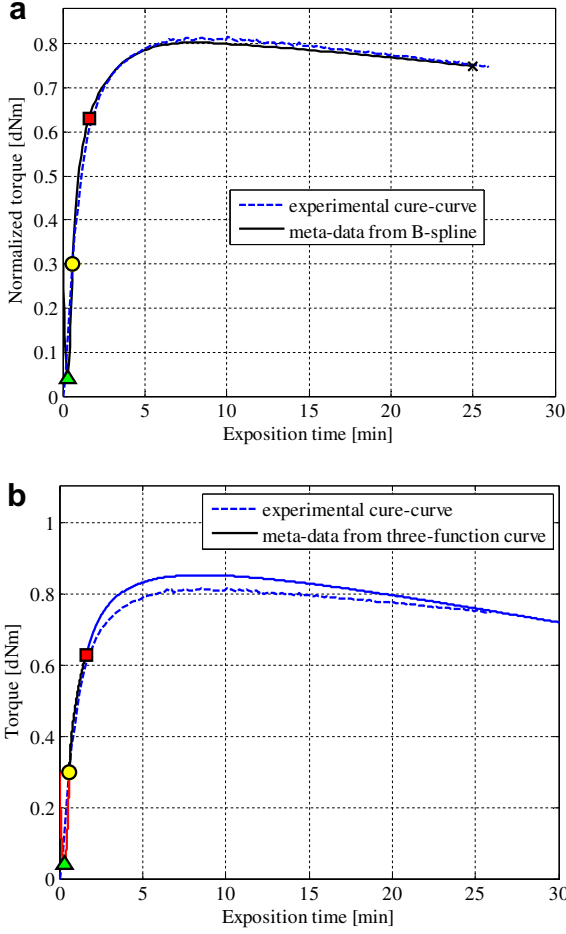 a
0.8
0.7
0.6
0.5
0.4
0.3
0.2
0.1
0
Normalized torque [dNm]
experimental cure-curve
meta-data from B-spline
0 5 10 15 20 25 30
Exposition time [min]
b
1
0.8
0.6
0.4
0.2
0
Torque [dNm]
experimental cure-curve
meta-data from three-function curve
0 5 10 15 20 25 30
Exposition time [min]